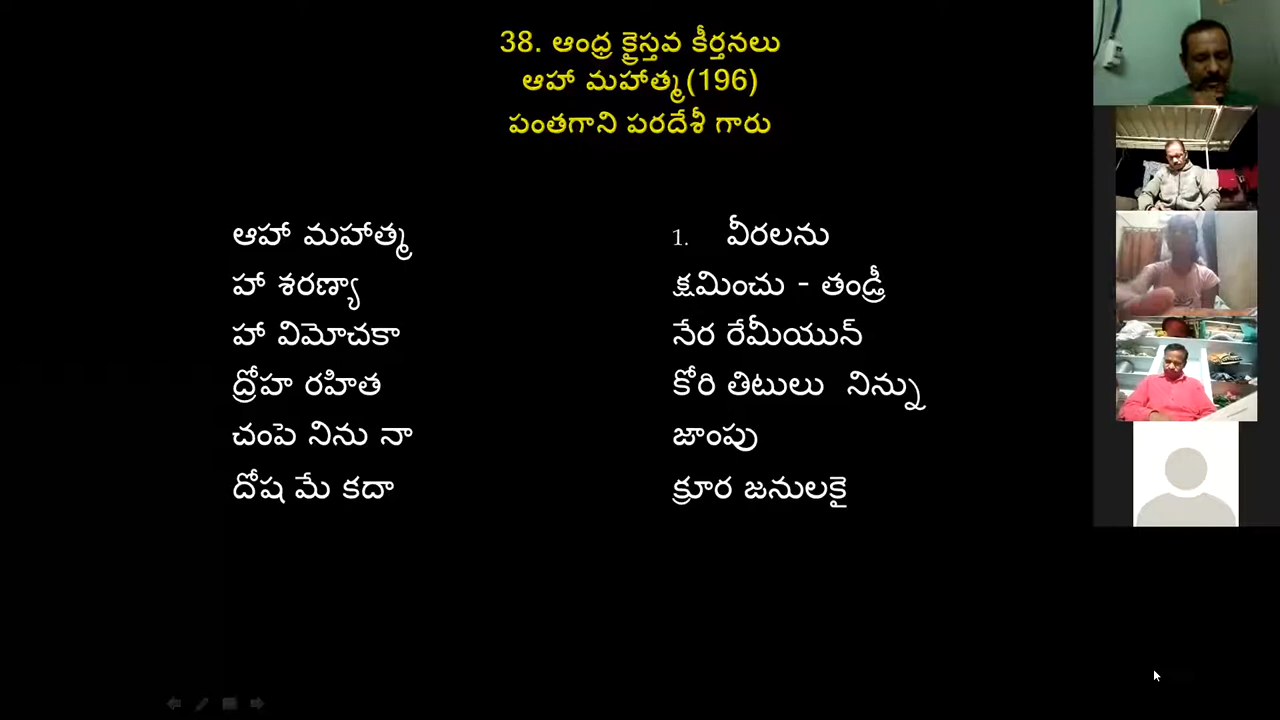 38. ఆంధ్ర క్రైస్తవ కీర్తనలు
ఆహా మహాత్మ(196)
పంతగాని పరదేశీ గారు
ఆహా మహాత్మ
హా శరణ్యా
హా విమోచకా
ద్రోహ రహిత
చంపె నిను నా
దోష మే కదా
1. వీరలను
క్షమించు - తండ్రీ
నేర రేమీయున్
కోరి తిటులు నిన్ను
జాంపు
క్రూర జనులకై